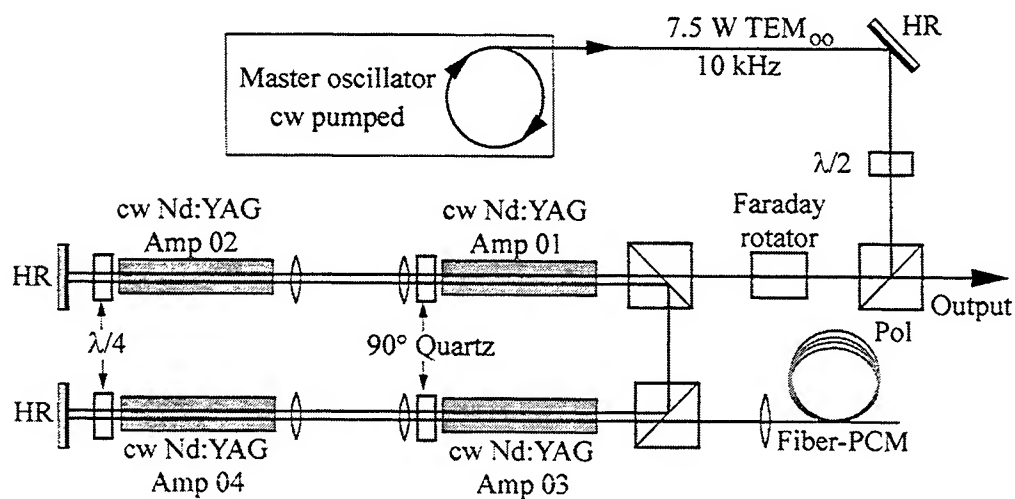 7.5 W TEM₀₀
HR
10 kHz
Master oscillator
cw pumped
λ/2
cw Nd:YAG
Amp 02
cw Nd:YAG
Amp 01
Faraday
rotator
HR
Output
Pol
λ/4
90° Quartz
HR
Fiber-PCM
cw Nd:YAG
Amp 04
cw Nd:YAG
Amp 03